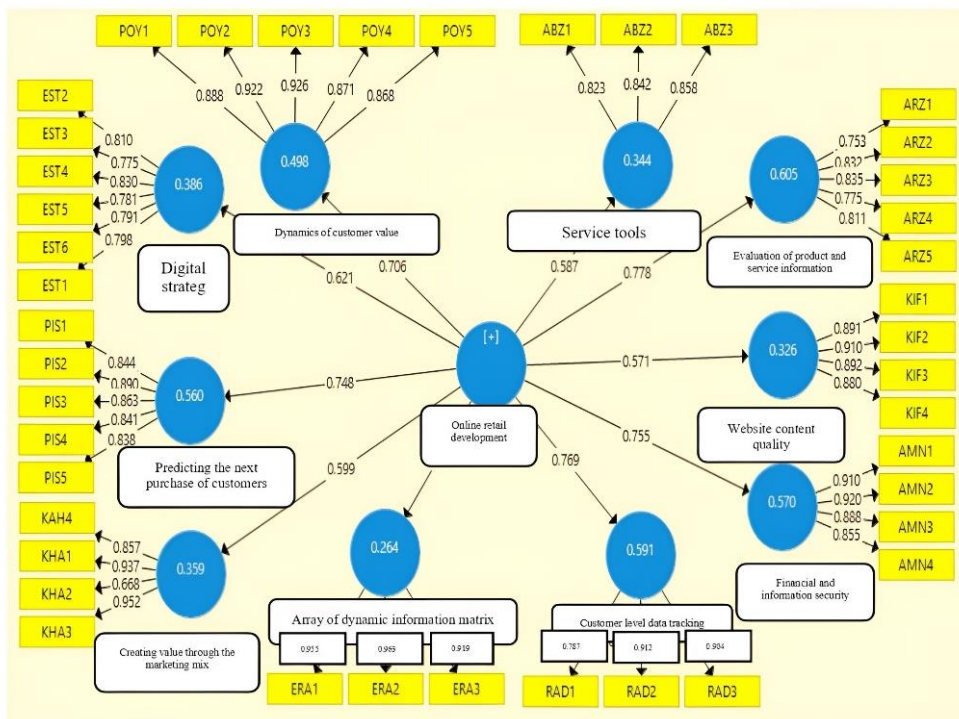 POY1
POY2
POY3
POY4
POY5
ABZ1
ABZ2
ABZ3
0.888
0.922
0.926
0.871
0.868
0.823
0.842
0.858
EST2
EST3
EST4
EST5
EST6
EST1
0.810
0.775
0.830
0.781
0.791
0.798
0.386
0.498
0.344
0.605
ARZ1
ARZ2
ARZ3
ARZ4
ARZ5
0.753
0.832
0.835
0.775
0.811
Dynamics of customer value
Digital
strateg
Service tools
Evaluation of product and
service information
0.621
0.706
0.587
0.778
[+]
Online retail
development
PIS1
PIS2
PIS3
PIS4
PIS5
0.844
0.890
0.863
0.841
0.838
0.560
0.748
Predicting the next
purchase of customers
0.571
0.326
KIF1
KIF2
KIF3
KIF4
0.891
0.910
0.892
0.880
Website content
quality
0.599
0.769
0.755
KAH4
KHA1
KHA2
KHA3
0.857
0.937
0.668
0.952
0.359
Creating value through the
marketing mix
0.264
Array of dynamic information matrix
0.955
0.919
ERA1
ERA2
ERA3
0.591
Customer level data tracking
0.787
0.912
0.904
RAD1
RAD2
RAD3
0.570
AMN1
AMN2
AMN3
AMN4
0.910
0.920
0.888
0.855
Financial and
information security